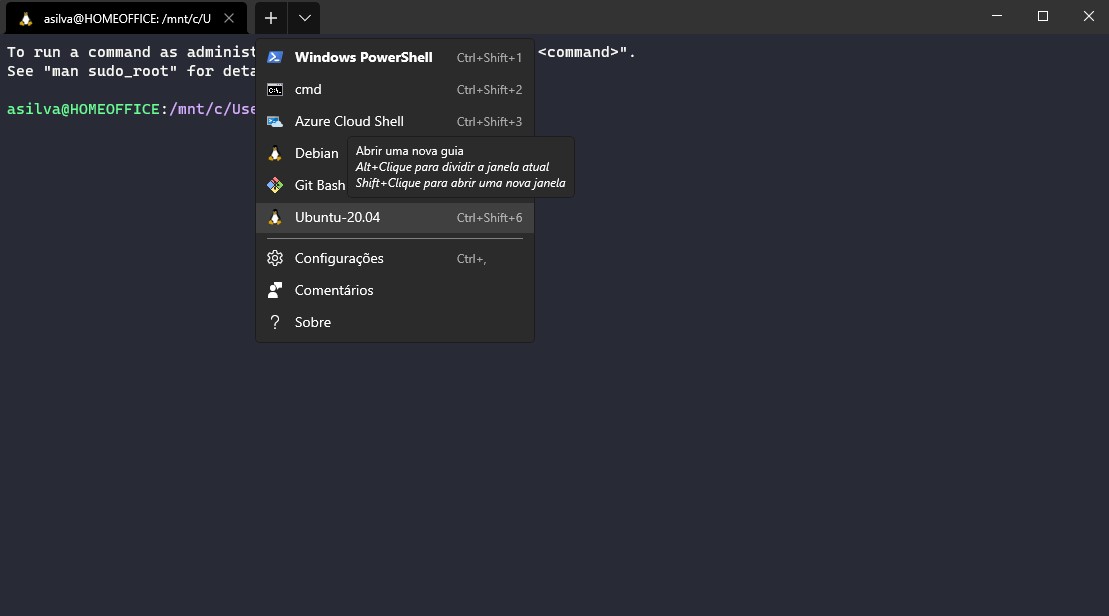 asilva@HOMEOFFICE: /mnt/c/U
To run a command as administ
<command>".
See "man sudo_root" for deta
asilva@HOMEOFFICE:/mnt/c/Use
Windows PowerShell Ctrl+Shift+1
cmd Ctrl+Shift+2
Azure Cloud Shell Ctrl+Shift+3
Debian
Git Bash
Abrir uma nova guia
Alt+Clique para dividir a janela atual
Shift+Clique para abrir uma nova janela
Ubuntu-20.04 Ctrl+Shift+6
Configurações Ctrl+,
Comentários
Sobre